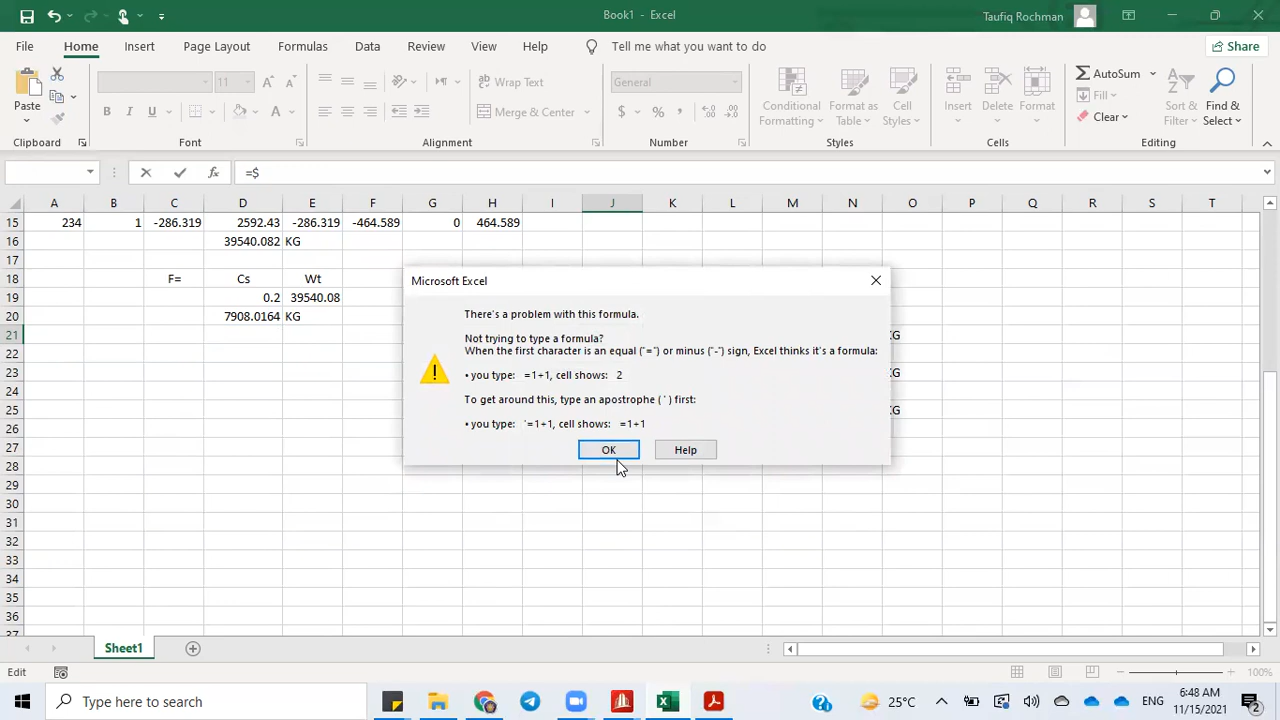 Book1 - Excel
Taufiq Rochman
File Home Insert Page Layout Formulas Data Review View Help Tell me what you want to do Share
11 Wrap Text General AutoSum
Fill
Paste B I U A Merge & Center $ % Conditional Formatting Format as Table Cell Styles Insert Delete Format Clear Sort & Filter Find & Select
Clipboard Font Alignment Number Styles Cells Editing
fx =$
A B C D E F G H I J K L M N O P Q R S T
15 234 1 -286.319 2592.43 -286.319 -464.589 0 464.589
16 39540.082 KG
17
18 F= Cs Wt
19 0.2 39540.08
20 7908.0164 KG
21 KG
22
23 KG
24
25 KG
26
27
28
29
30
31
32
33
34
35
36
37
Microsoft Excel
There's a problem with this formula.
Not trying to type a formula?
When the first character is an equal ("=") or minus ("-") sign, Excel thinks it's a formula:
• you type: =1+1, cell shows: 2
To get around this, type an apostrophe ( ' ) first:
• you type: '=1+1, cell shows: =1+1
OK Help
Sheet1
Edit 100%
Type here to search 25°C ENG 6:48 AM
11/15/2021 2